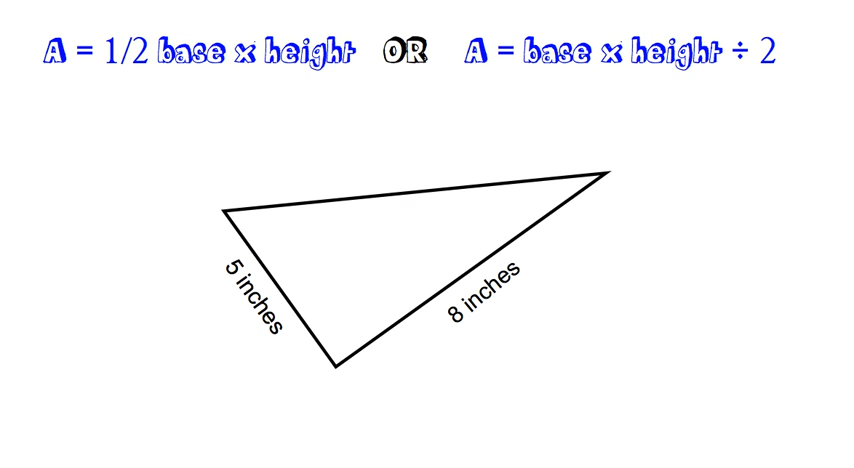 A = 1/2 base x height OR A = base x height ÷ 2
5 inches
8 inches